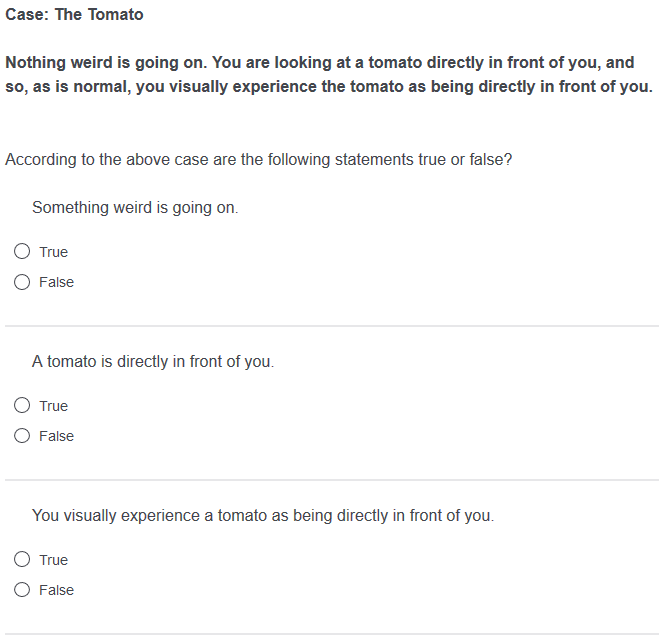 Case: The Tomato
Nothing weird is going on. You are looking at a tomato directly in front of you, and
so, as is normal, you visually experience the tomato as being directly in front of you.
According to the above case are the following statements true or false?
Something weird is going on.
True
False
A tomato is directly in front of you.
True
False
You visually experience a tomato as being directly in front of you.
True
False